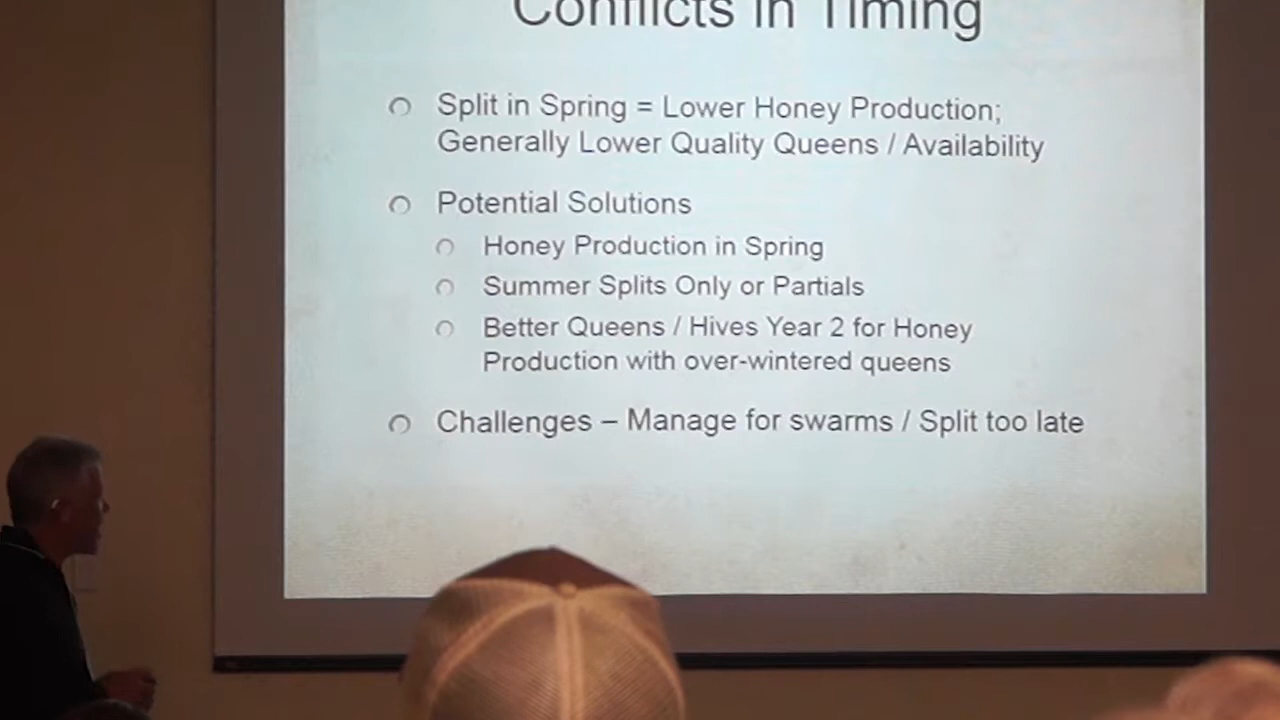 Conflicts in Timing
Split in Spring = Lower Honey Production;
Generally Lower Quality Queens / Availability
Potential Solutions
Honey Production in Spring
Summer Splits Only or Partials
Better Queens / Hives Year 2 for Honey
Production with over-wintered queens
Challenges – Manage for swarms / Split too late